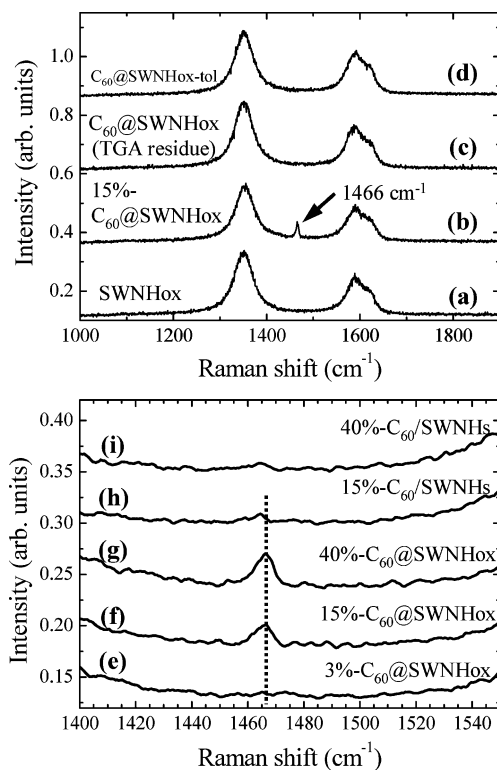 Intensity (arb. units)
1.0
0.8
0.6
0.4
0.2
C₆₀@SWNHox-tol
(d)
C₆₀@SWNHox
(TGA residue)
(c)
15%-
C₆₀@SWNHox
1466 cm⁻¹
(b)
SWNHox
(a)
1000 1200 1400 1600 1800
Raman shift (cm⁻¹)
Intensity (arb. units)
0.40
0.35
0.30
0.25
0.20
0.15
(i)
40%-C₆₀/SWNHs
(h)
15%-C₆₀/SWNHs
(g)
40%-C₆₀@SWNHox
(f)
15%-C₆₀@SWNHox
(e)
3%-C₆₀@SWNHox
1400 1420 1440 1460 1480 1500 1520 1540
Raman shift (cm⁻¹)